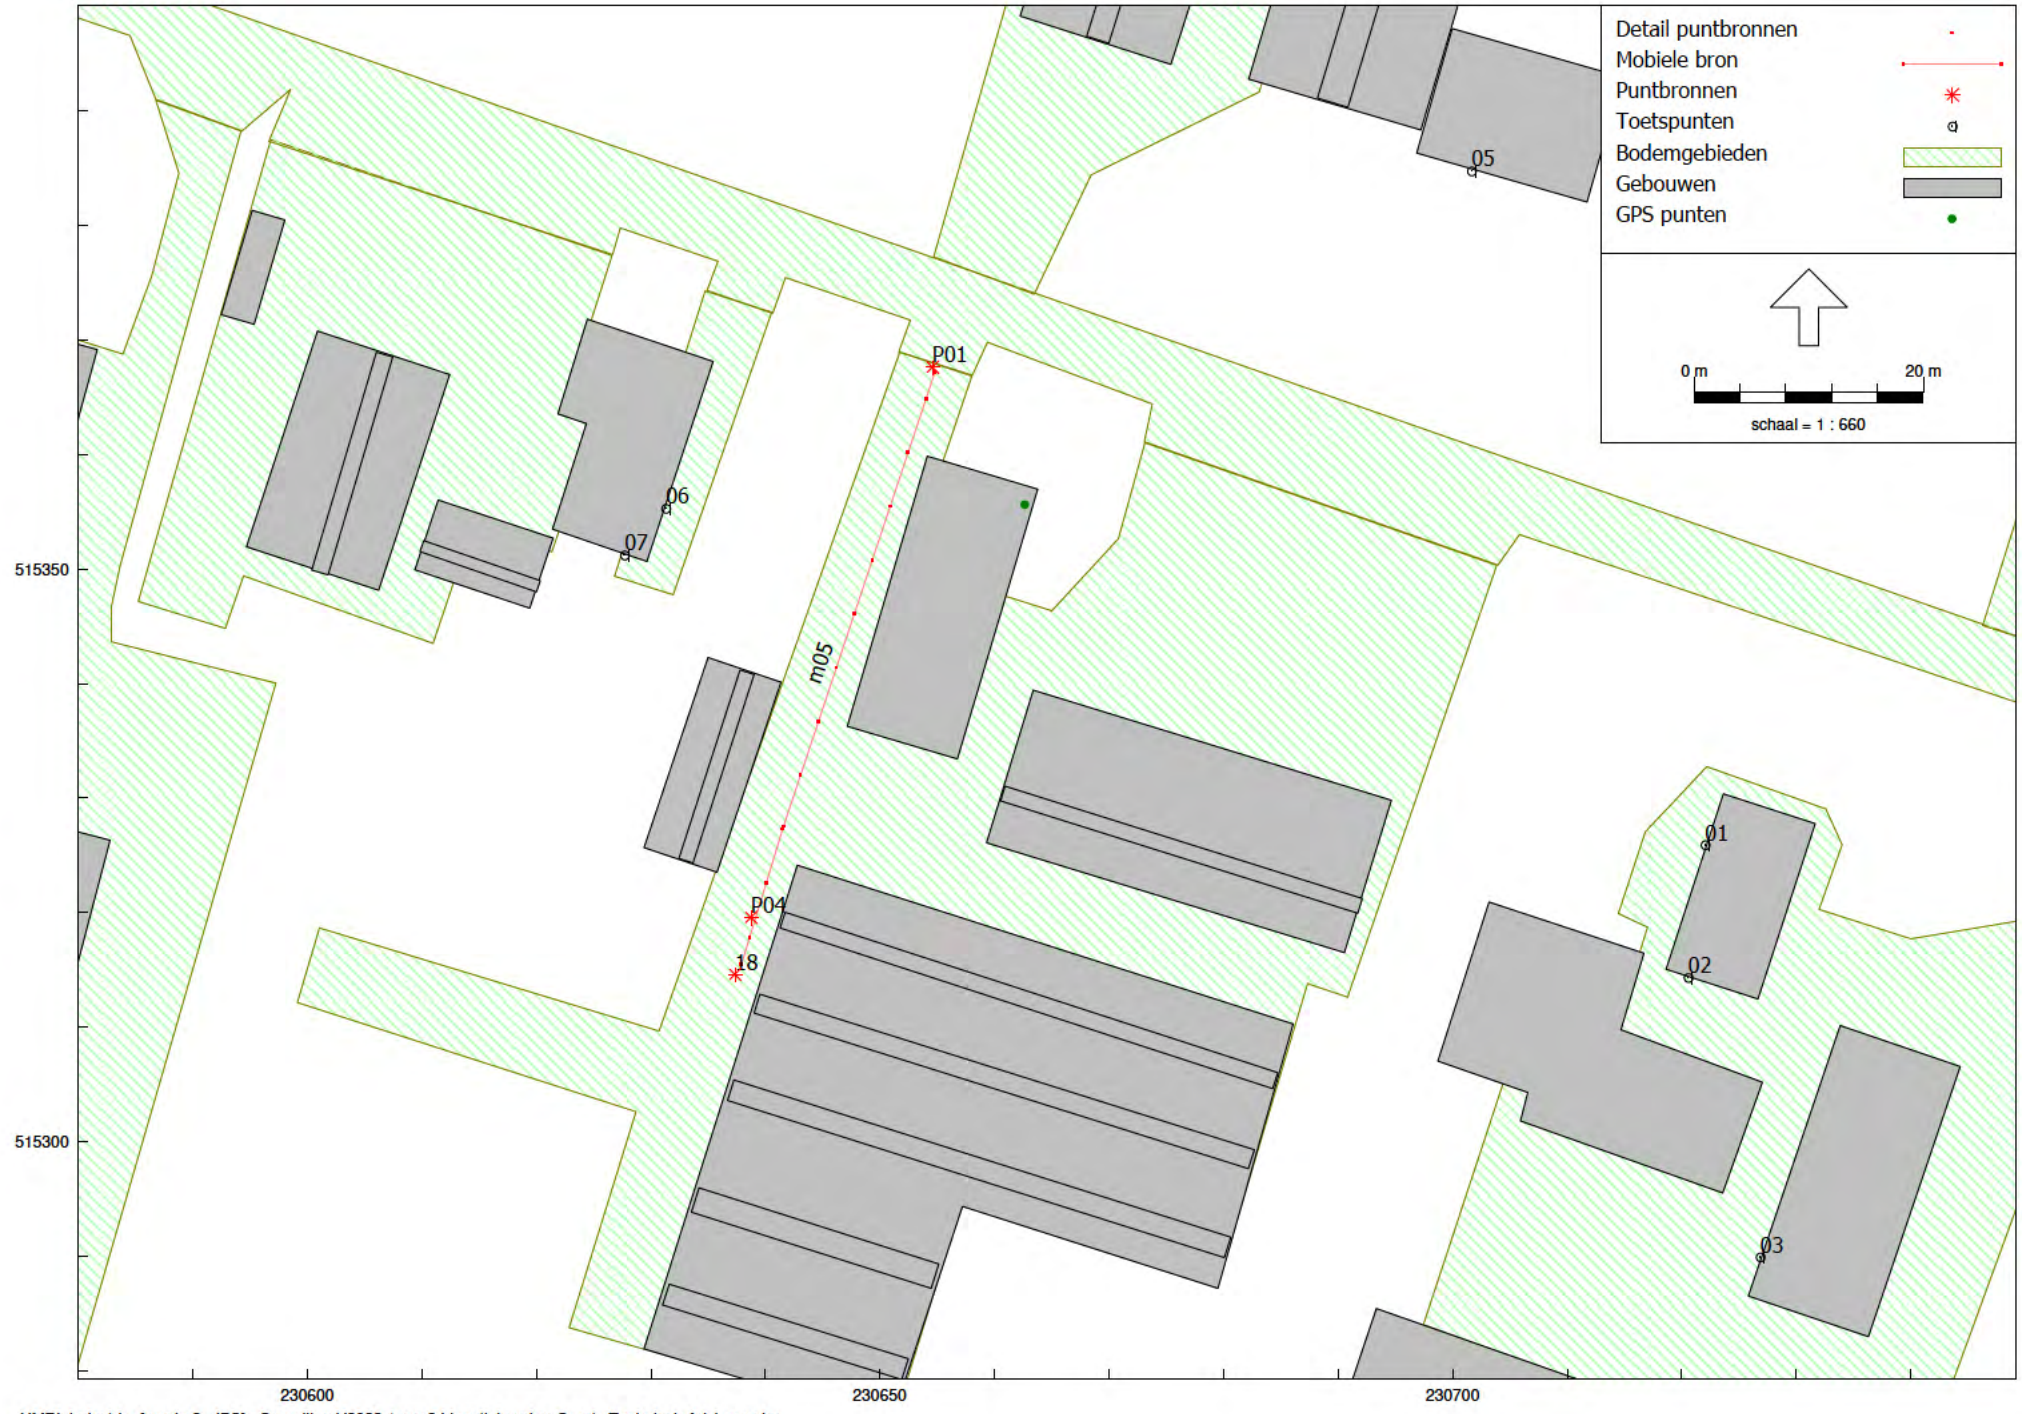 Detail puntbronnen
Mobiele bron
Puntbronnen
Toetspunten
Bodemgebieden
Gebouwen
GPS punten
0 m 20 m
schaal = 1 : 660
05
P01
06
07
515350
m05
01
P04
18
02
515300
03
230600 230650 230700